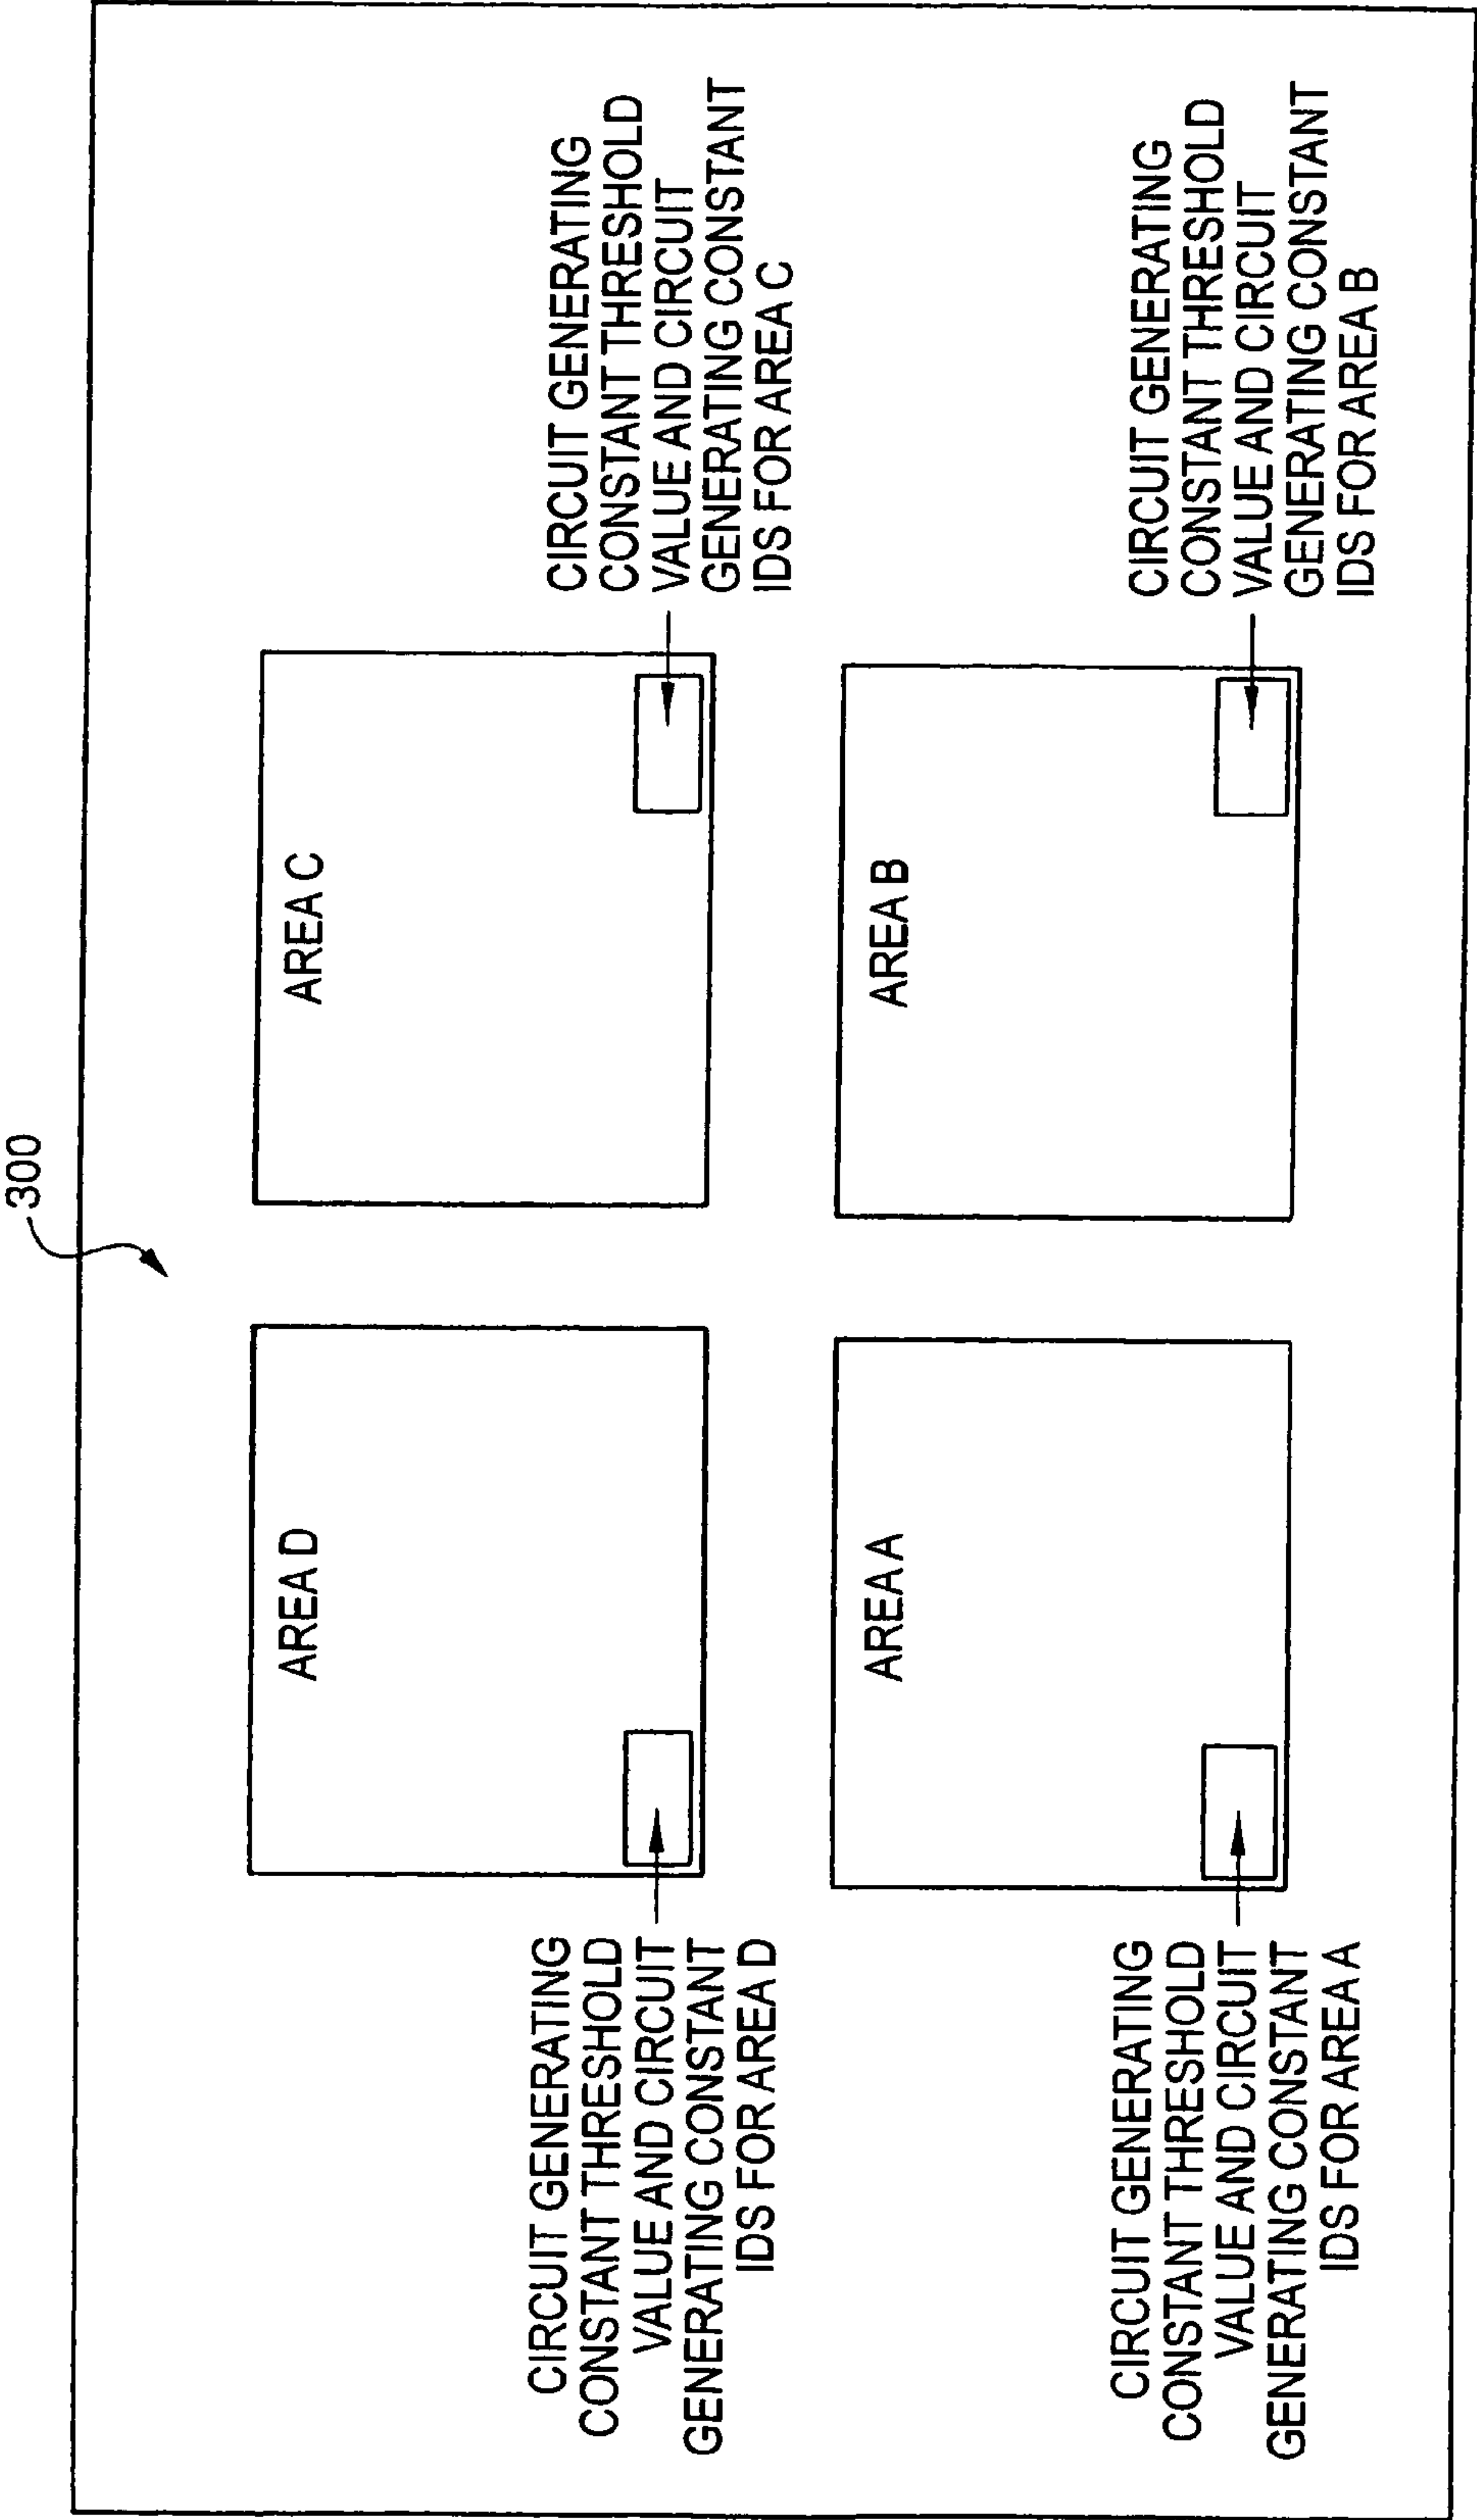 300
AREA D
CIRCUIT GENERATING
CONSTANT THRESHOLD
VALUE AND CIRCUIT
GENERATING CONSTANT
IDS FOR AREA D
AREA C
CIRCUIT GENERATING
CONSTANT THRESHOLD
VALUE AND CIRCUIT
GENERATING CONSTANT
IDS FOR AREA C
AREA A
CIRCUIT GENERATING
CONSTANT THRESHOLD
VALUE AND CIRCUIT
GENERATING CONSTANT
IDS FOR AREA A
AREA B
CIRCUIT GENERATING
CONSTANT THRESHOLD
VALUE AND CIRCUIT
GENERATING CONSTANT
IDS FOR AREA B